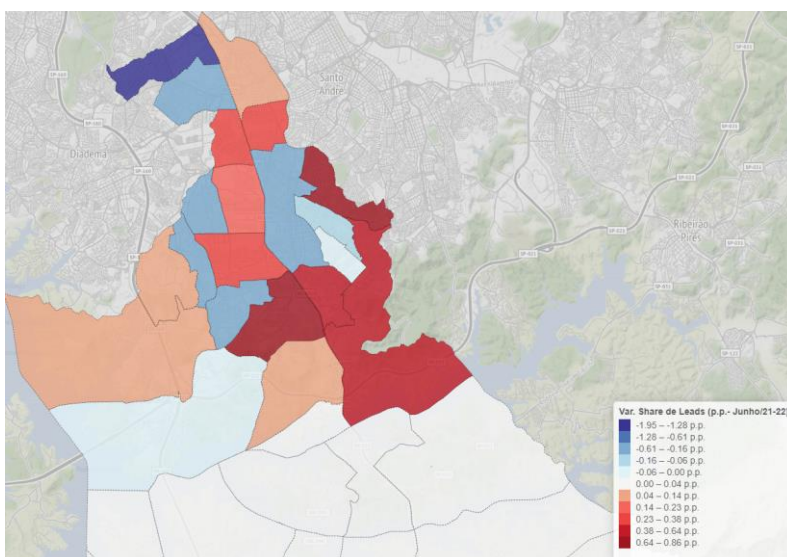 Santo
André
Diadema
Ribeirão
Pires
Var. Share de Leads (p.p.- Junho/21-22)
-1.95 – -1.28 p.p.
-1.28 – -0.61 p.p.
-0.61 – -0.16 p.p.
-0.16 – -0.06 p.p.
-0.06 – 0.00 p.p.
0.00 – 0.04 p.p.
0.04 – 0.14 p.p.
0.14 – 0.23 p.p.
0.23 – 0.38 p.p.
0.38 – 0.64 p.p.
0.64 – 0.86 p.p.